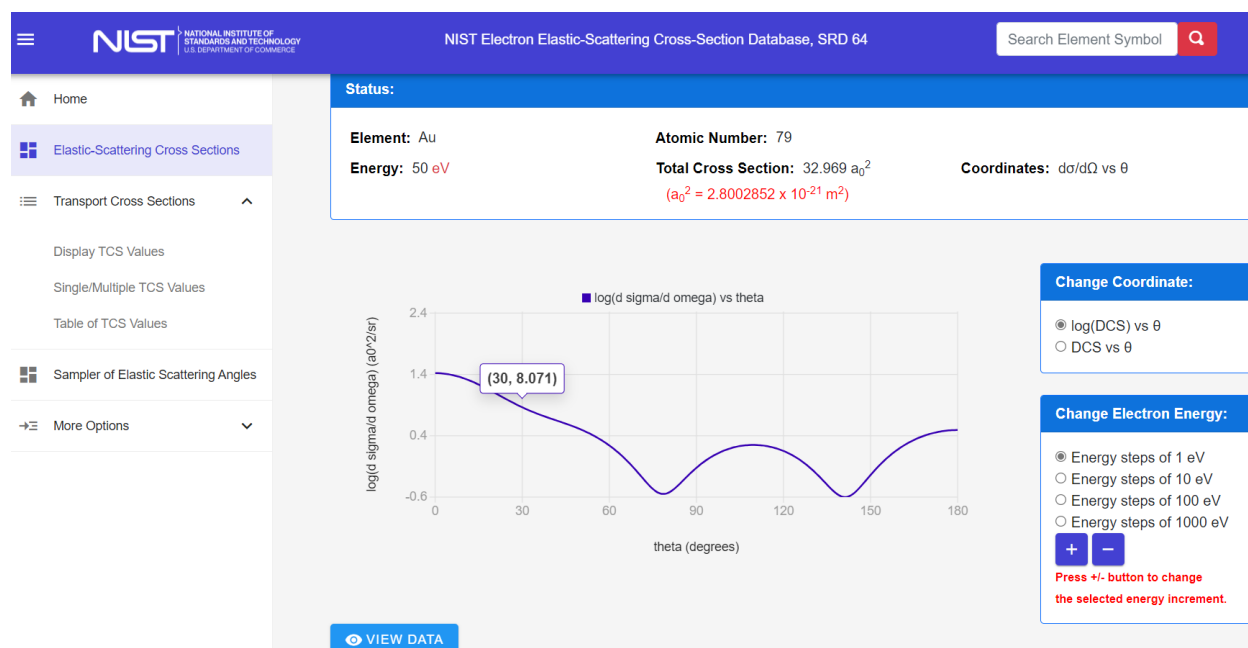 NIST NATIONAL INSTITUTE OF
STANDARDS AND TECHNOLOGY
U.S. DEPARTMENT OF COMMERCE
NIST Electron Elastic-Scattering Cross-Section Database, SRD 64
Search Element Symbol
Home
Elastic-Scattering Cross Sections
Transport Cross Sections
Display TCS Values
Single/Multiple TCS Values
Table of TCS Values
Sampler of Elastic Scattering Angles
More Options
Status:
Element: Au
Atomic Number: 79
Energy: 50 eV
Total Cross Section: 32.969 a₀²
Coordinates: dσ/dΩ vs θ
(a₀² = 2.8002852 x 10⁻²¹ m²)
log(d sigma/d omega) vs theta
log(d sigma/d omega) (a0^2/sr)
2.4
1.4
0.4
-0.6
(30, 8.071)
0 30 60 90 120 150 180
theta (degrees)
Change Coordinate:
log(DCS) vs θ
DCS vs θ
Change Electron Energy:
Energy steps of 1 eV
Energy steps of 10 eV
Energy steps of 100 eV
Energy steps of 1000 eV
+ −
Press +/- button to change
the selected energy increment.
VIEW DATA